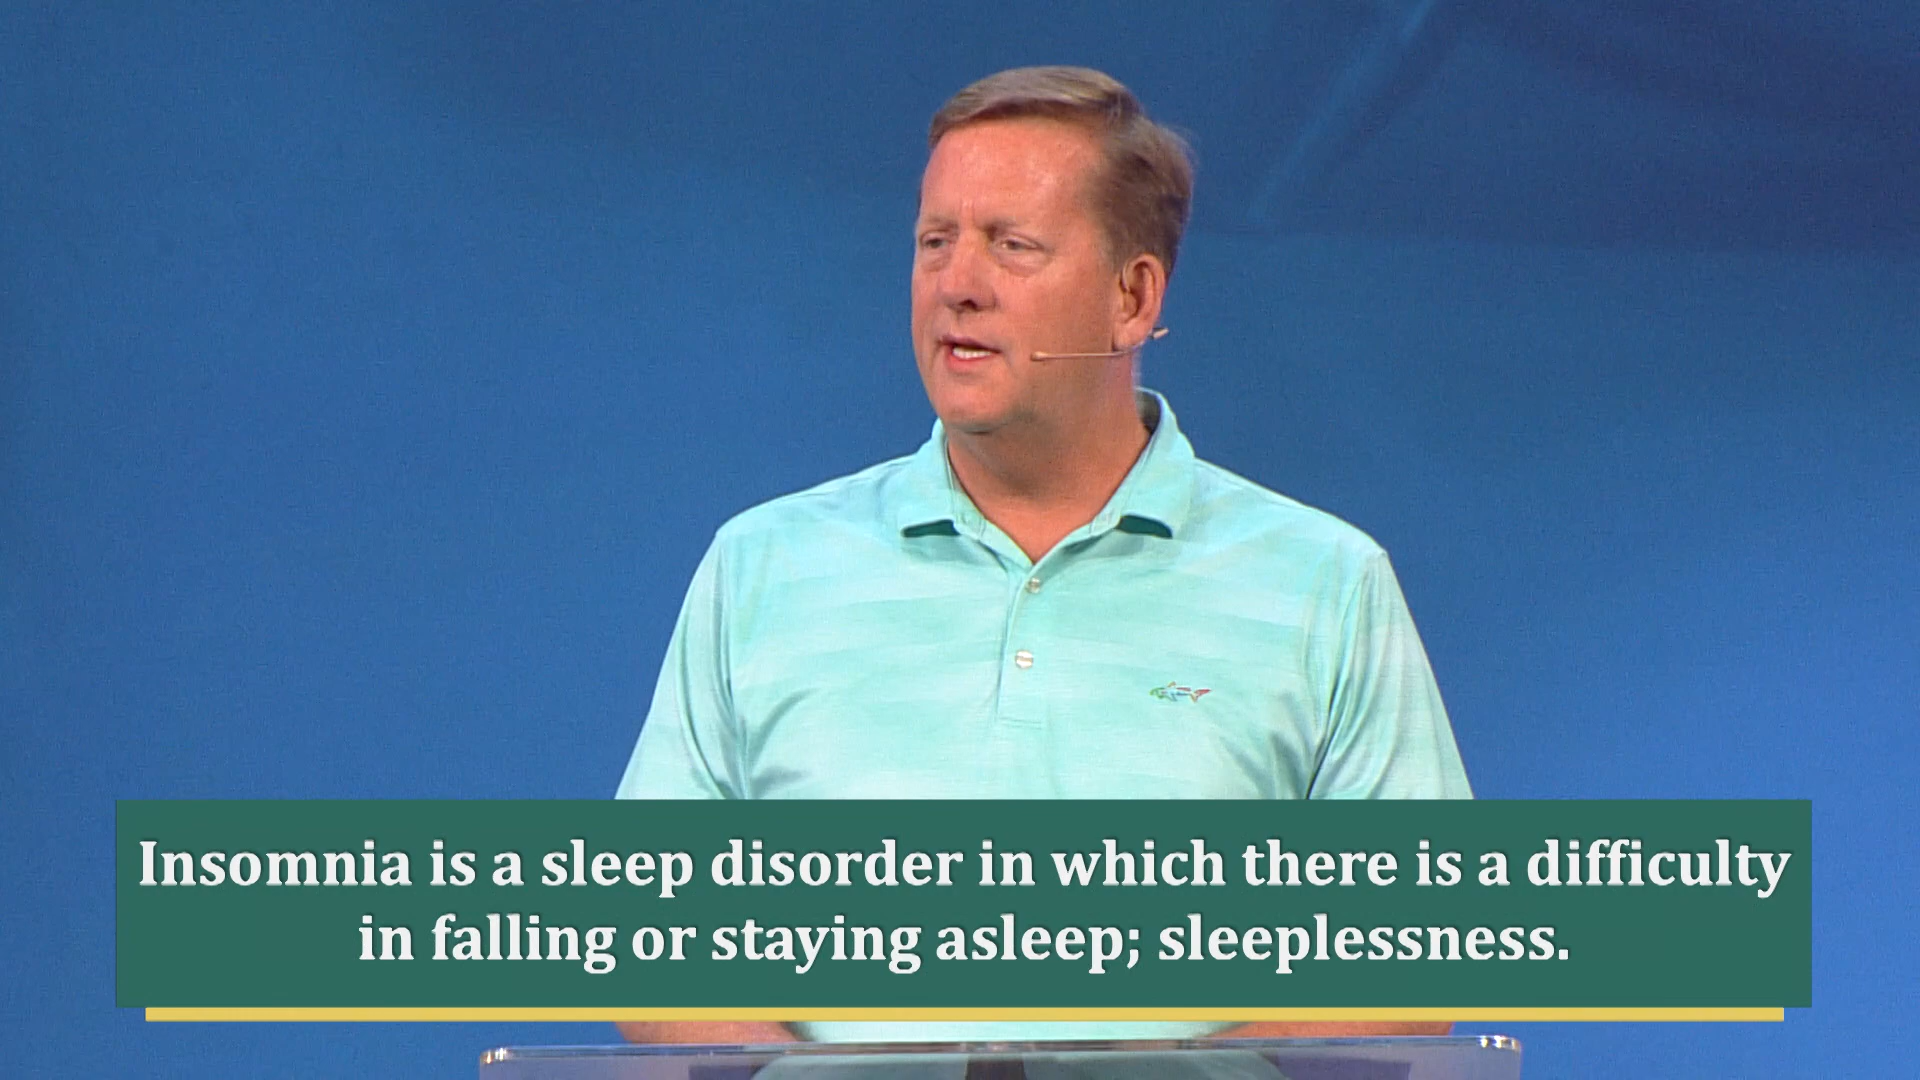 Insomnia is a sleep disorder in which there is a difficulty
in falling or staying asleep; sleeplessness.